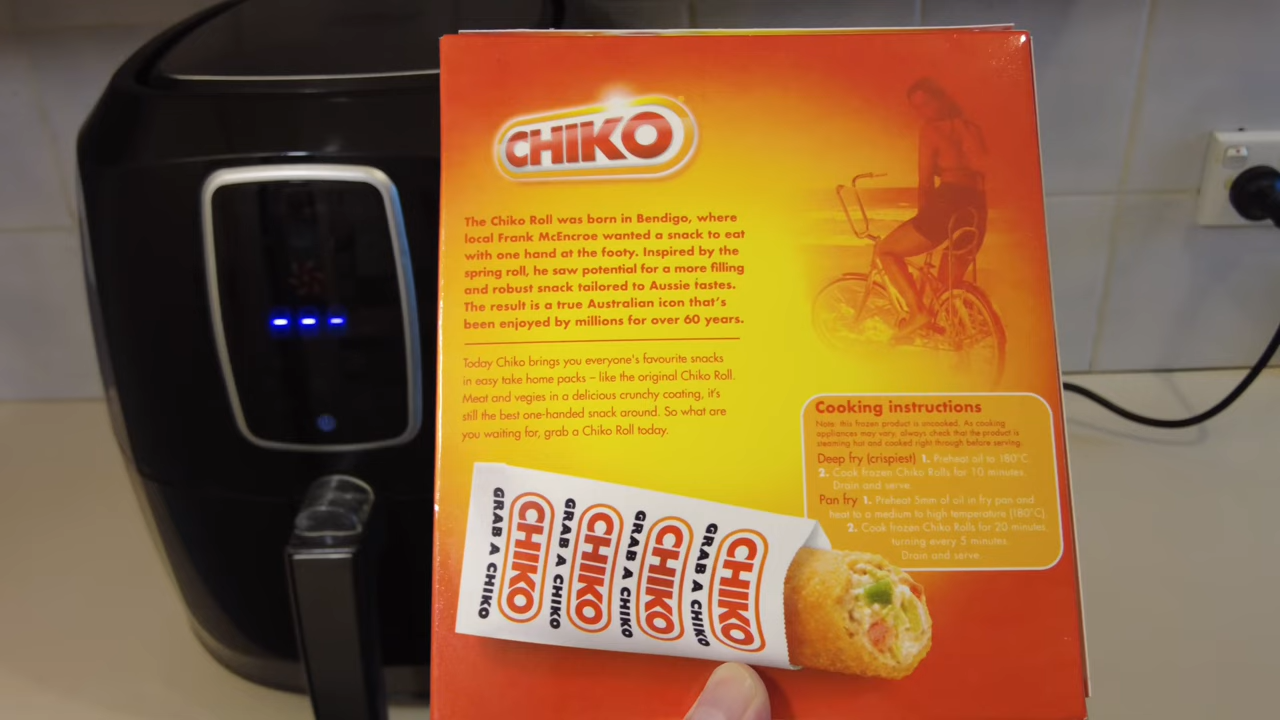 CHIKO
The Chiko Roll was born in Bendigo, where
local Frank McEncroe wanted a snack to eat
with one hand at the footy. Inspired by the
spring roll, he saw potential for a more filling
and robust snack tailored to Aussie tastes.
The result is a true Australian icon that's
been enjoyed by millions for over 60 years.
Today Chiko brings you everyone's favourite snacks
in easy take home packs – like the original Chiko Roll.
Meat and vegies in a delicious crunchy coating, it's
still the best one-handed snack around. So what are
you waiting for, grab a Chiko Roll today.
Cooking instructions
Note: this frozen product is uncooked. As cooking
appliances may vary, always check that the product is
steaming hot and cooked right through before serving.
Deep fry (crispiest) 1. Preheat oil to 180°C.
2. Cook frozen Chiko Rolls for 10 minutes.
Drain and serve.
Pan fry 1. Preheat 5mm of oil in fry pan and
heat to a medium to high temperature (180°C).
2. Cook frozen Chiko Rolls for 20 minutes,
turning every 5 minutes.
Drain and serve.
GRAB A CHIKO
CHIKO
GRAB A CHIKO
CHIKO
GRAB A CHIKO
CHIKO
GRAB A CHIKO
CHIKO